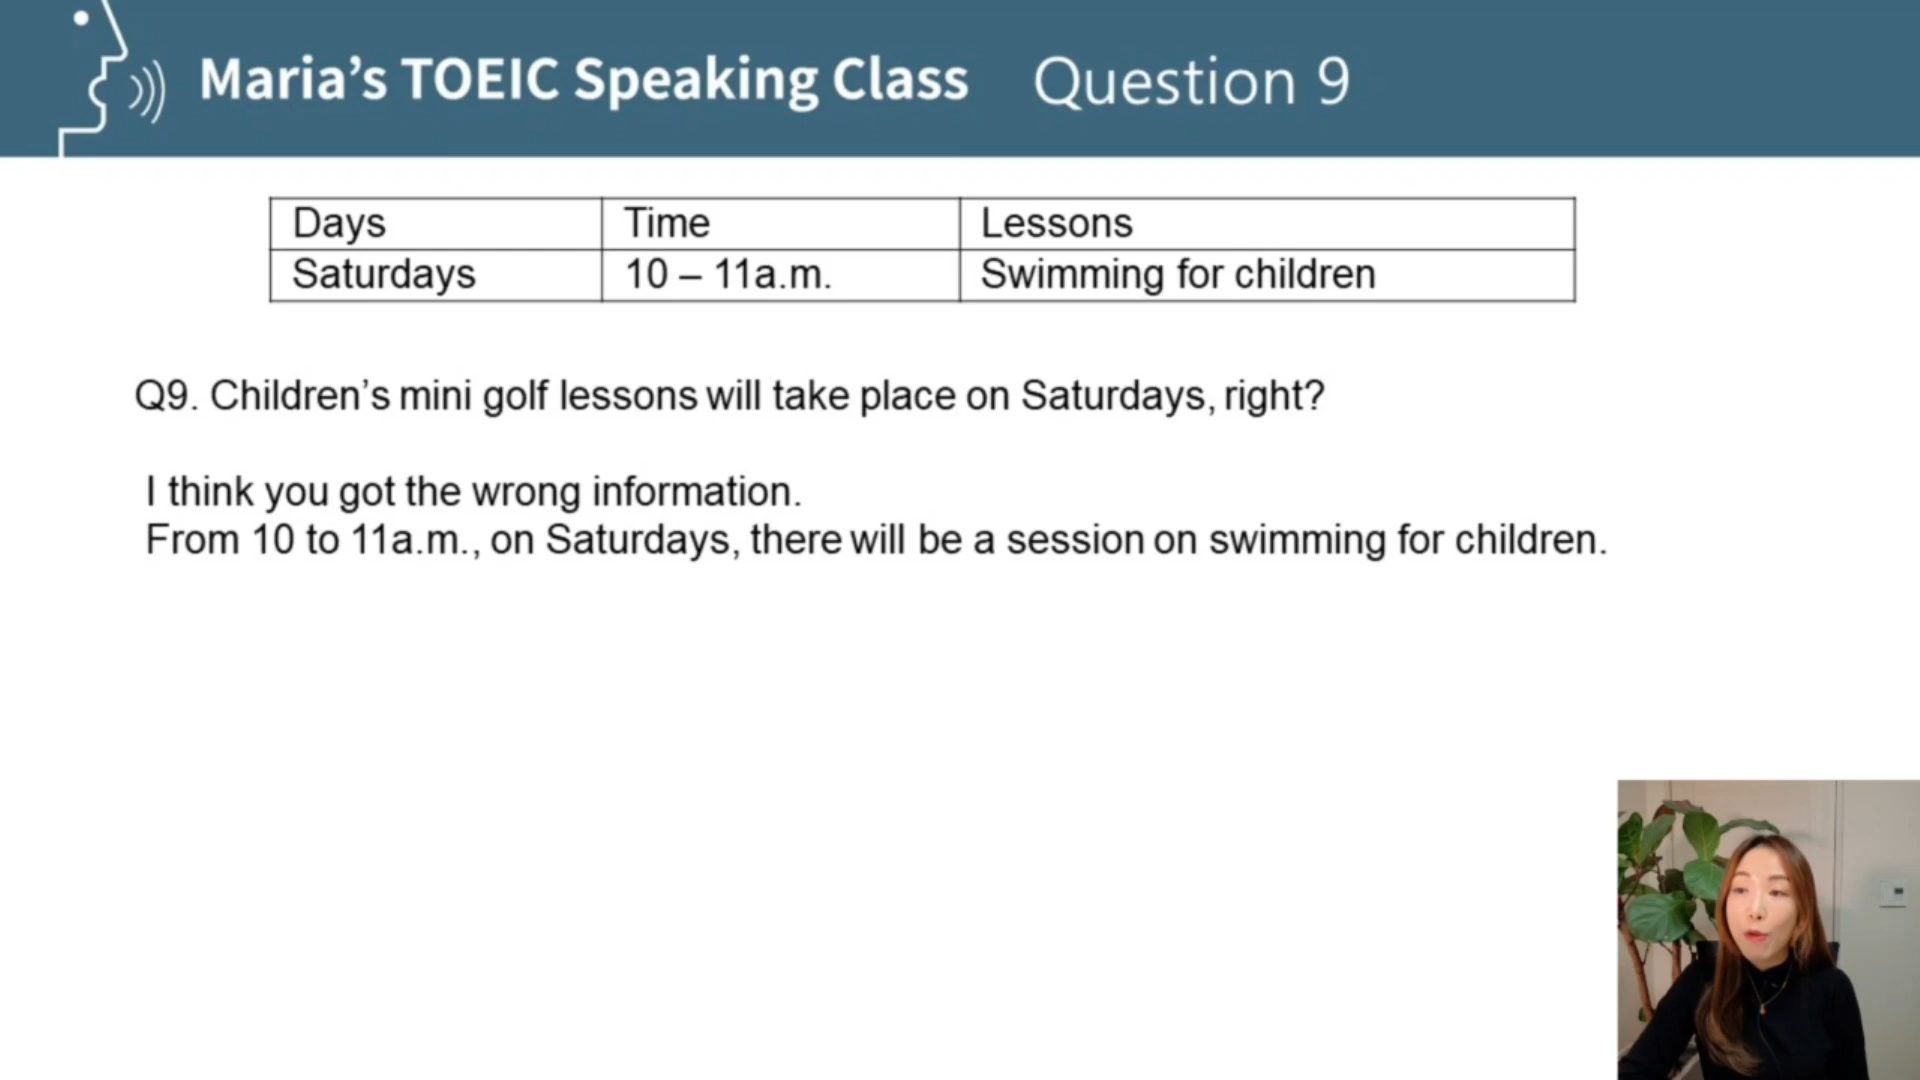 Maria’s TOEIC Speaking Class Question 9
Days Time Lessons
Saturdays 10 – 11a.m. Swimming for children
Q9. Children’s mini golf lessons will take place on Saturdays, right?
I think you got the wrong information.
From 10 to 11a.m., on Saturdays, there will be a session on swimming for children.